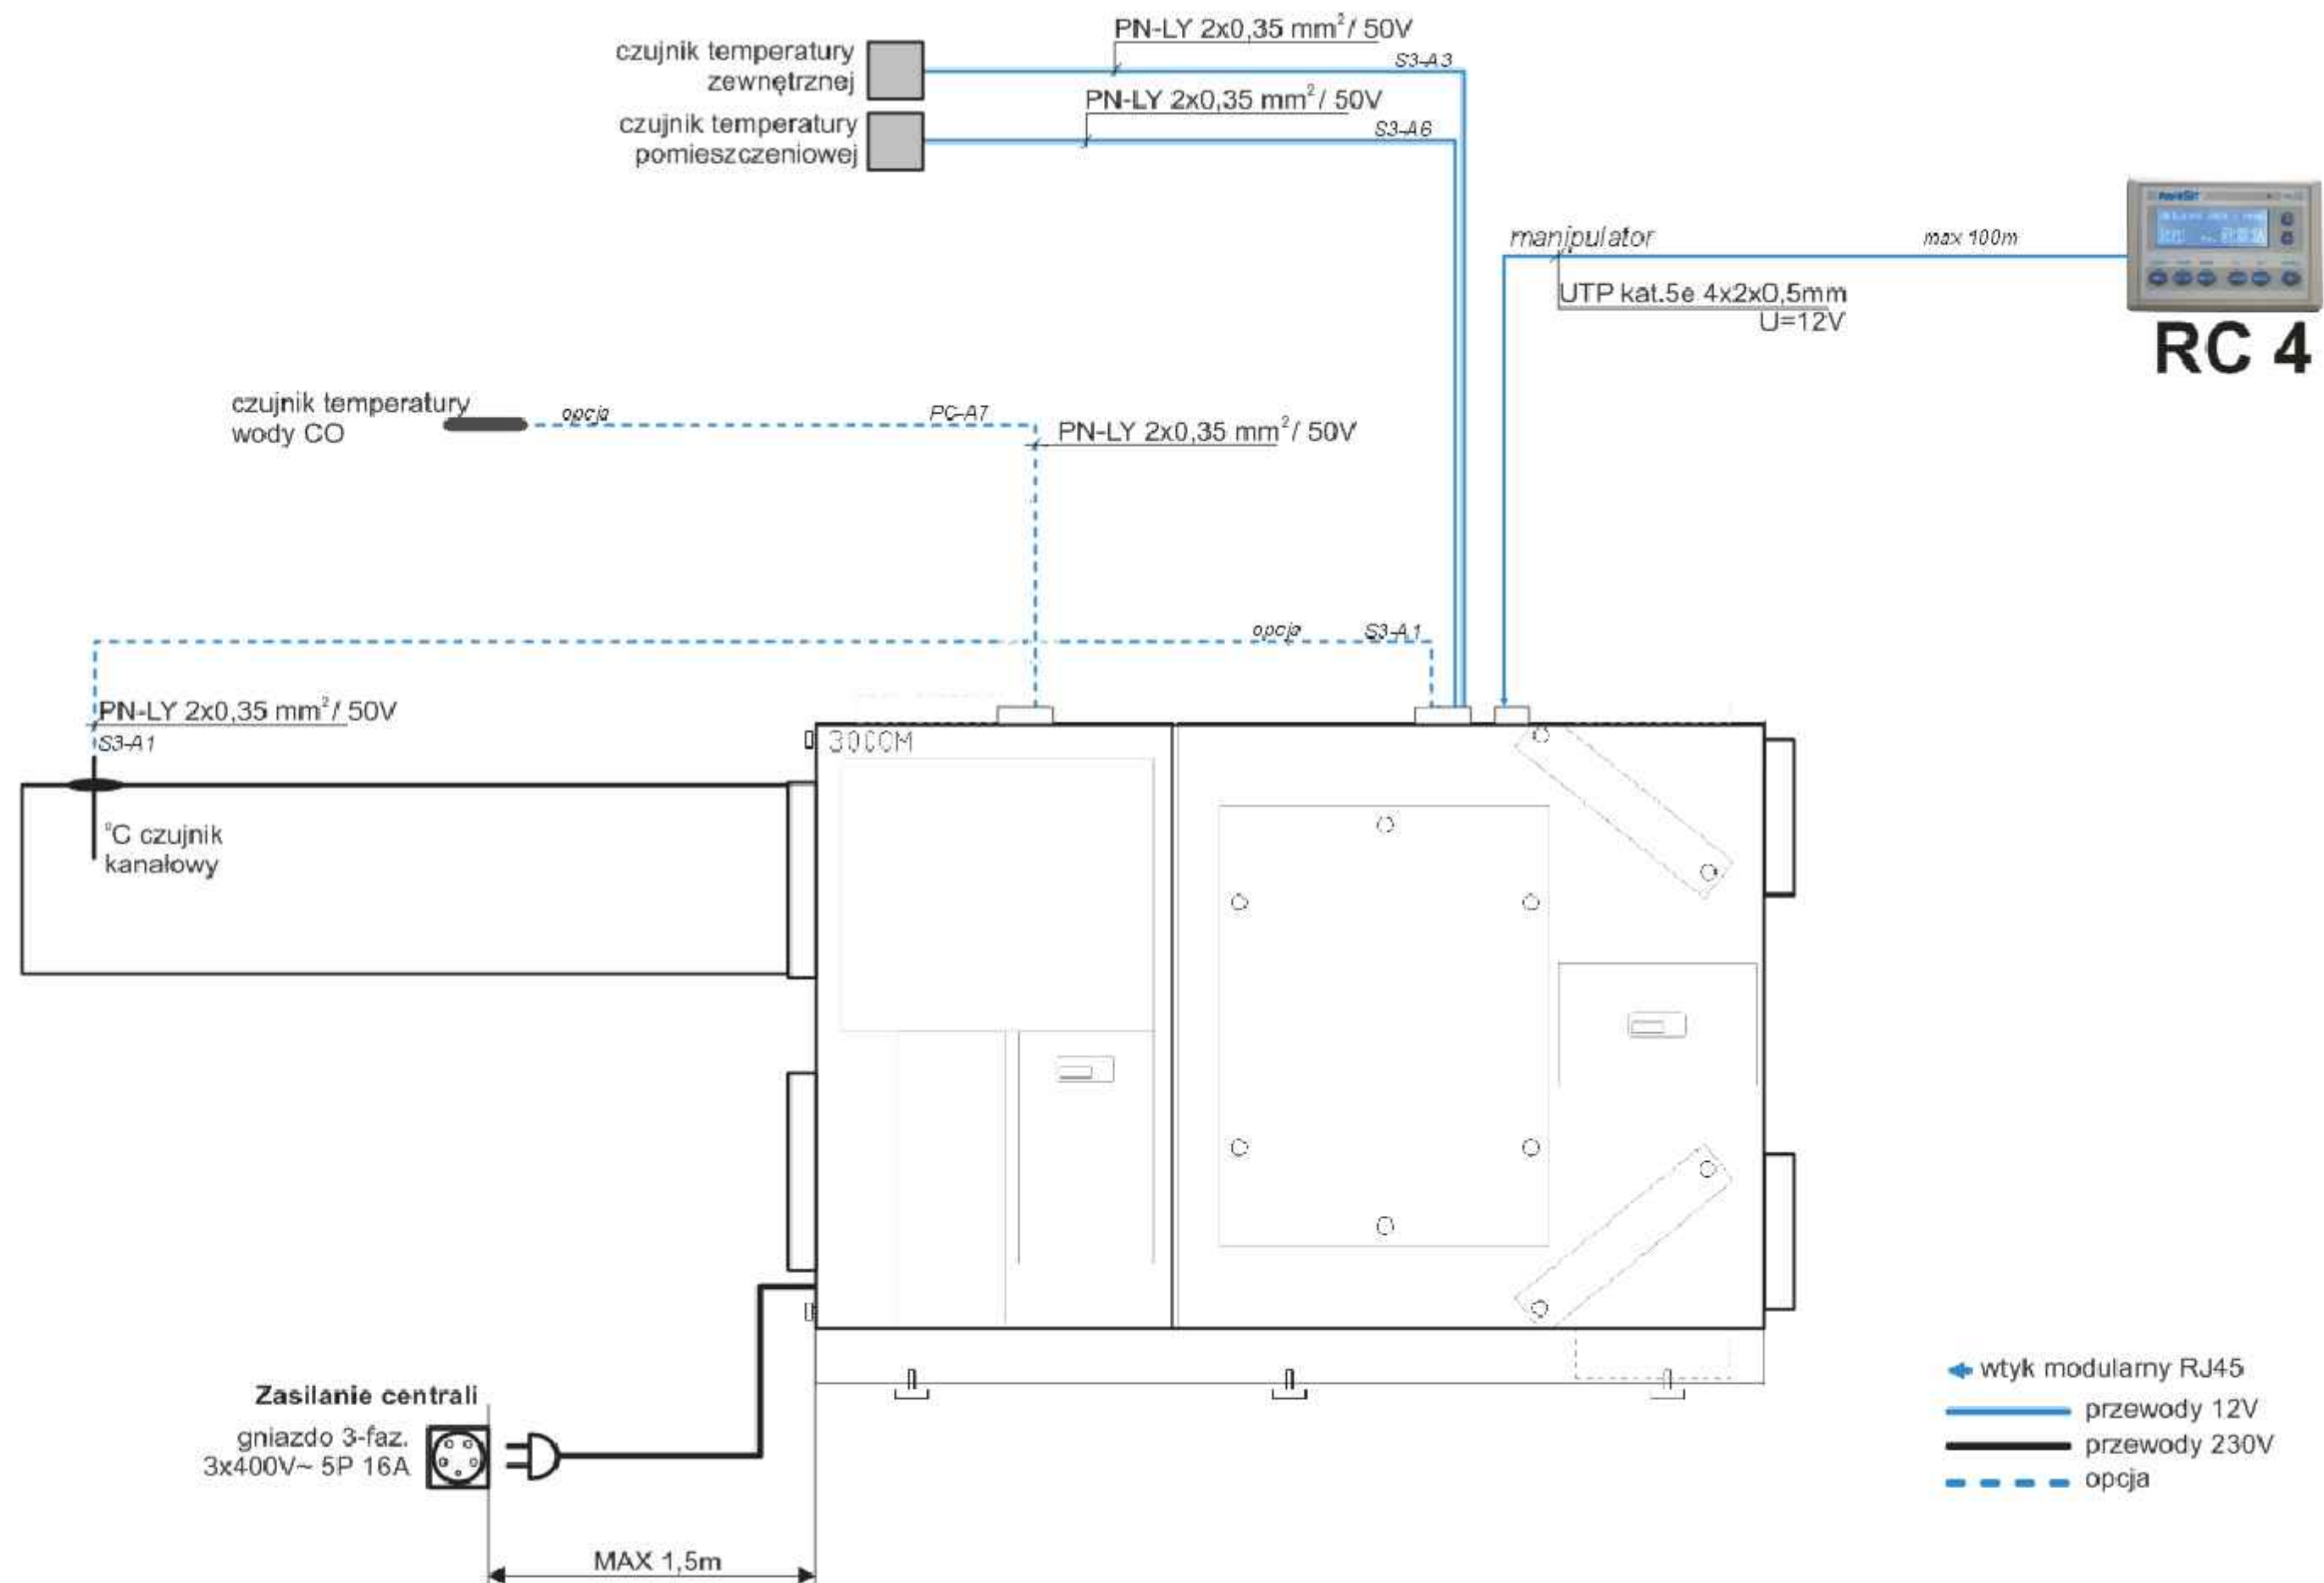 PN-LY 2x0,35 mm²/ 50V
czujnik temperatury
zewnętrznej
S3-A3
PN-LY 2x0,35 mm²/ 50V
czujnik temperatury
pomieszczeniowej
S3-A6
manipulator
max 100m
UTP kat.5e 4x2x0,5mm
U=12V
RC 4
czujnik temperatury
wody CO
opcja
PC-A7
PN-LY 2x0,35 mm²/ 50V
opcja
S3-A1
PN-LY 2x0,35 mm²/ 50V
S3-A1
3000M
°C czujnik
kanałowy
Zasilanie centrali
gniazdo 3-faz.
3x400V~ 5P 16A
MAX 1,5m
wtyk modularny RJ45
przewody 12V
przewody 230V
opcja